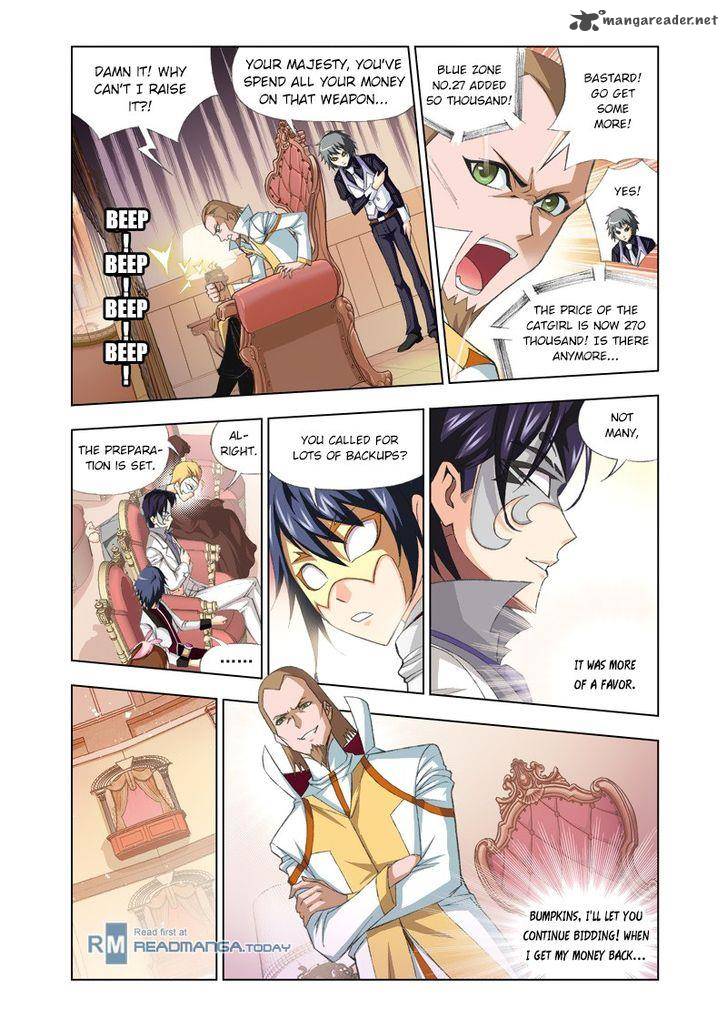 mangareader.net
DAMN IT! WHY
CAN'T I RAISE
IT?!
YOUR MAJESTY, YOU'VE
SPEND ALL YOUR MONEY
ON THAT WEAPON...
BEEP
!
BEEP
!
BEEP
!
BEEP
!
BLUE ZONE
NO.27 ADDED
50 THOUSAND!
BASTARD!
GO GET
SOME
MORE!
YES!
THE PRICE OF THE
CATGIRL IS NOW 270
THOUSAND! IS THERE
ANYMORE...
THE PREPARA-
TION IS SET.
AL-
RIGHT.
......
YOU CALLED FOR
LOTS OF BACKUPS?
NOT
MANY,
IT WAS MORE
OF A FAVOR.
BUMPKINS, I'LL LET YOU
CONTINUE BIDDING! WHEN
I GET MY MONEY BACK...
RM
Read first at
READMANGA.TODAY